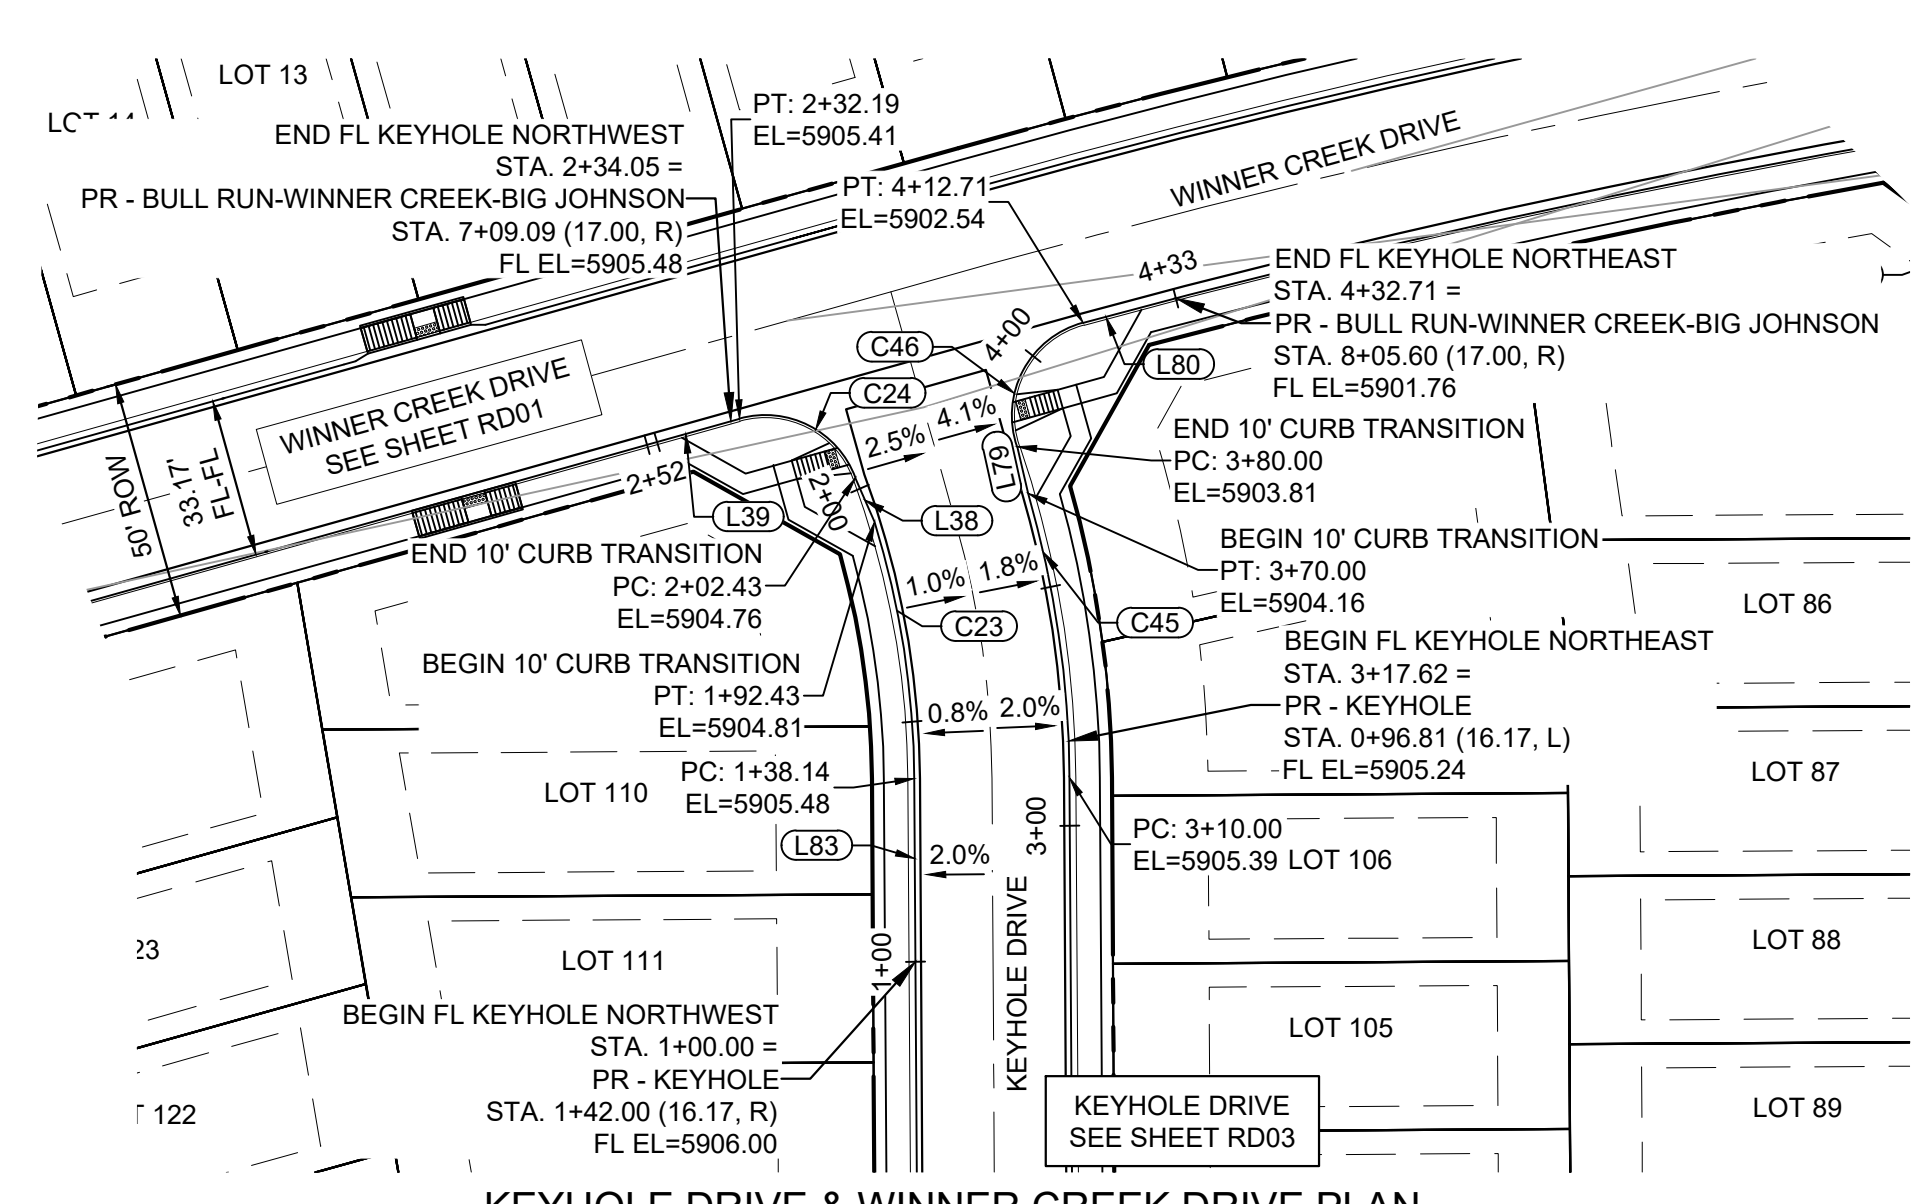 LOT 13
END FL KEYHOLE NORTHWEST
STA. 2+34.05 =
PR - BULL RUN-WINNER CREEK-BIG JOHNSON
STA. 7+09.09 (17.00, R)
FL EL=5905.48
PT: 2+32.19
EL=5905.41
PT: 4+12.71
EL=5902.54
WINNER CREEK DRIVE
4+33
END FL KEYHOLE NORTHEAST
STA. 4+32.71 =
PR - BULL RUN-WINNER CREEK-BIG JOHNSON
STA. 8+05.60 (17.00, R)
FL EL=5901.76
4+00
C46
L80
C24
WINNER CREEK DRIVE
SEE SHEET RD01
50' ROW
33.17'
FL-FL
2.5%
4.1%
L79
END 10' CURB TRANSITION
PC: 3+80.00
EL=5903.81
2+52
2+00
L39
L38
END 10' CURB TRANSITION
PC: 2+02.43
EL=5904.76
BEGIN 10' CURB TRANSITION
PT: 3+70.00
EL=5904.16
1.0%
1.8%
C23
C45
LOT 86
BEGIN 10' CURB TRANSITION
PT: 1+92.43
EL=5904.81
BEGIN FL KEYHOLE NORTHEAST
STA. 3+17.62 =
PR - KEYHOLE
STA. 0+96.81 (16.17, L)
FL EL=5905.24
0.8%
2.0%
LOT 110
PC: 1+38.14
EL=5905.48
LOT 87
L83
2.0%
3+00
PC: 3+10.00
EL=5905.39
LOT 106
23
LOT 111
1+00
KEYHOLE DRIVE
LOT 88
BEGIN FL KEYHOLE NORTHWEST
STA. 1+00.00 =
PR - KEYHOLE
STA. 1+42.00 (16.17, R)
FL EL=5906.00
LOT 105
122
KEYHOLE DRIVE
SEE SHEET RD03
LOT 89
KEYHOLE DRIVE & WINNER CREEK DRIVE PLAN